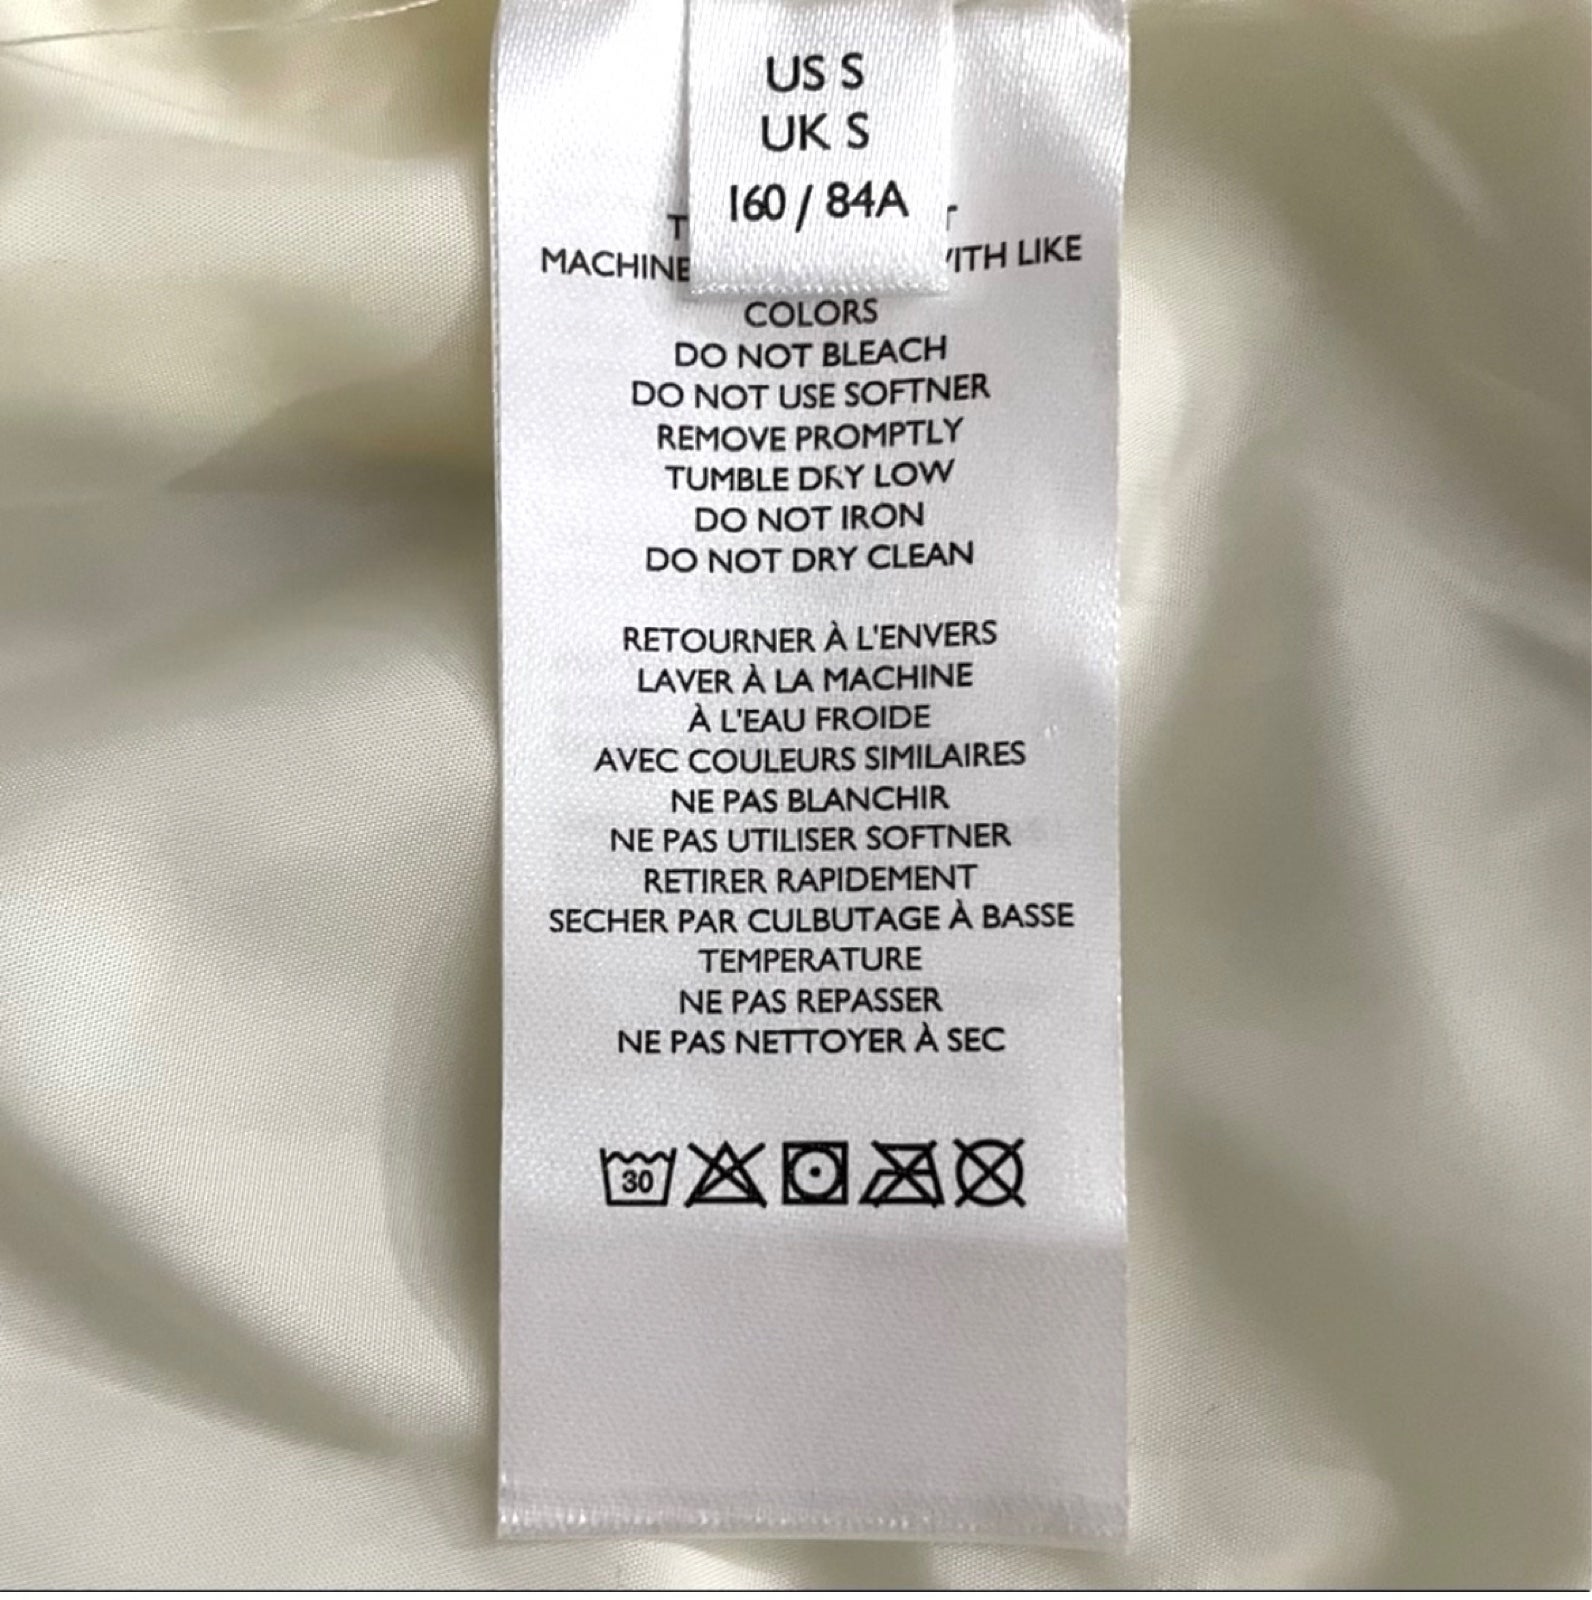 US S
UK S
160 / 84A
MACHINE
LIKE
COLORS
DO NOT BLEACH
DO NOT USE SOFTNER
REMOVE PROMPTLY
TUMBLE DRY LOW
DO NOT IRON
DO NOT DRY CLEAN
RETOURNER À L'ENVERS
LAVER À LA MACHINE
À L'EAU FROIDE
AVEC COULEURS SIMILAIRES
NE PAS BLANCHIR
NE PAS UTILISER SOFTNER
RETIRER RAPIDEMENT
SECHER PAR CULBUTAGE À BASSE
TEMPERATURE
NE PAS REPASSER
NE PAS NETTOYER À SEC
30